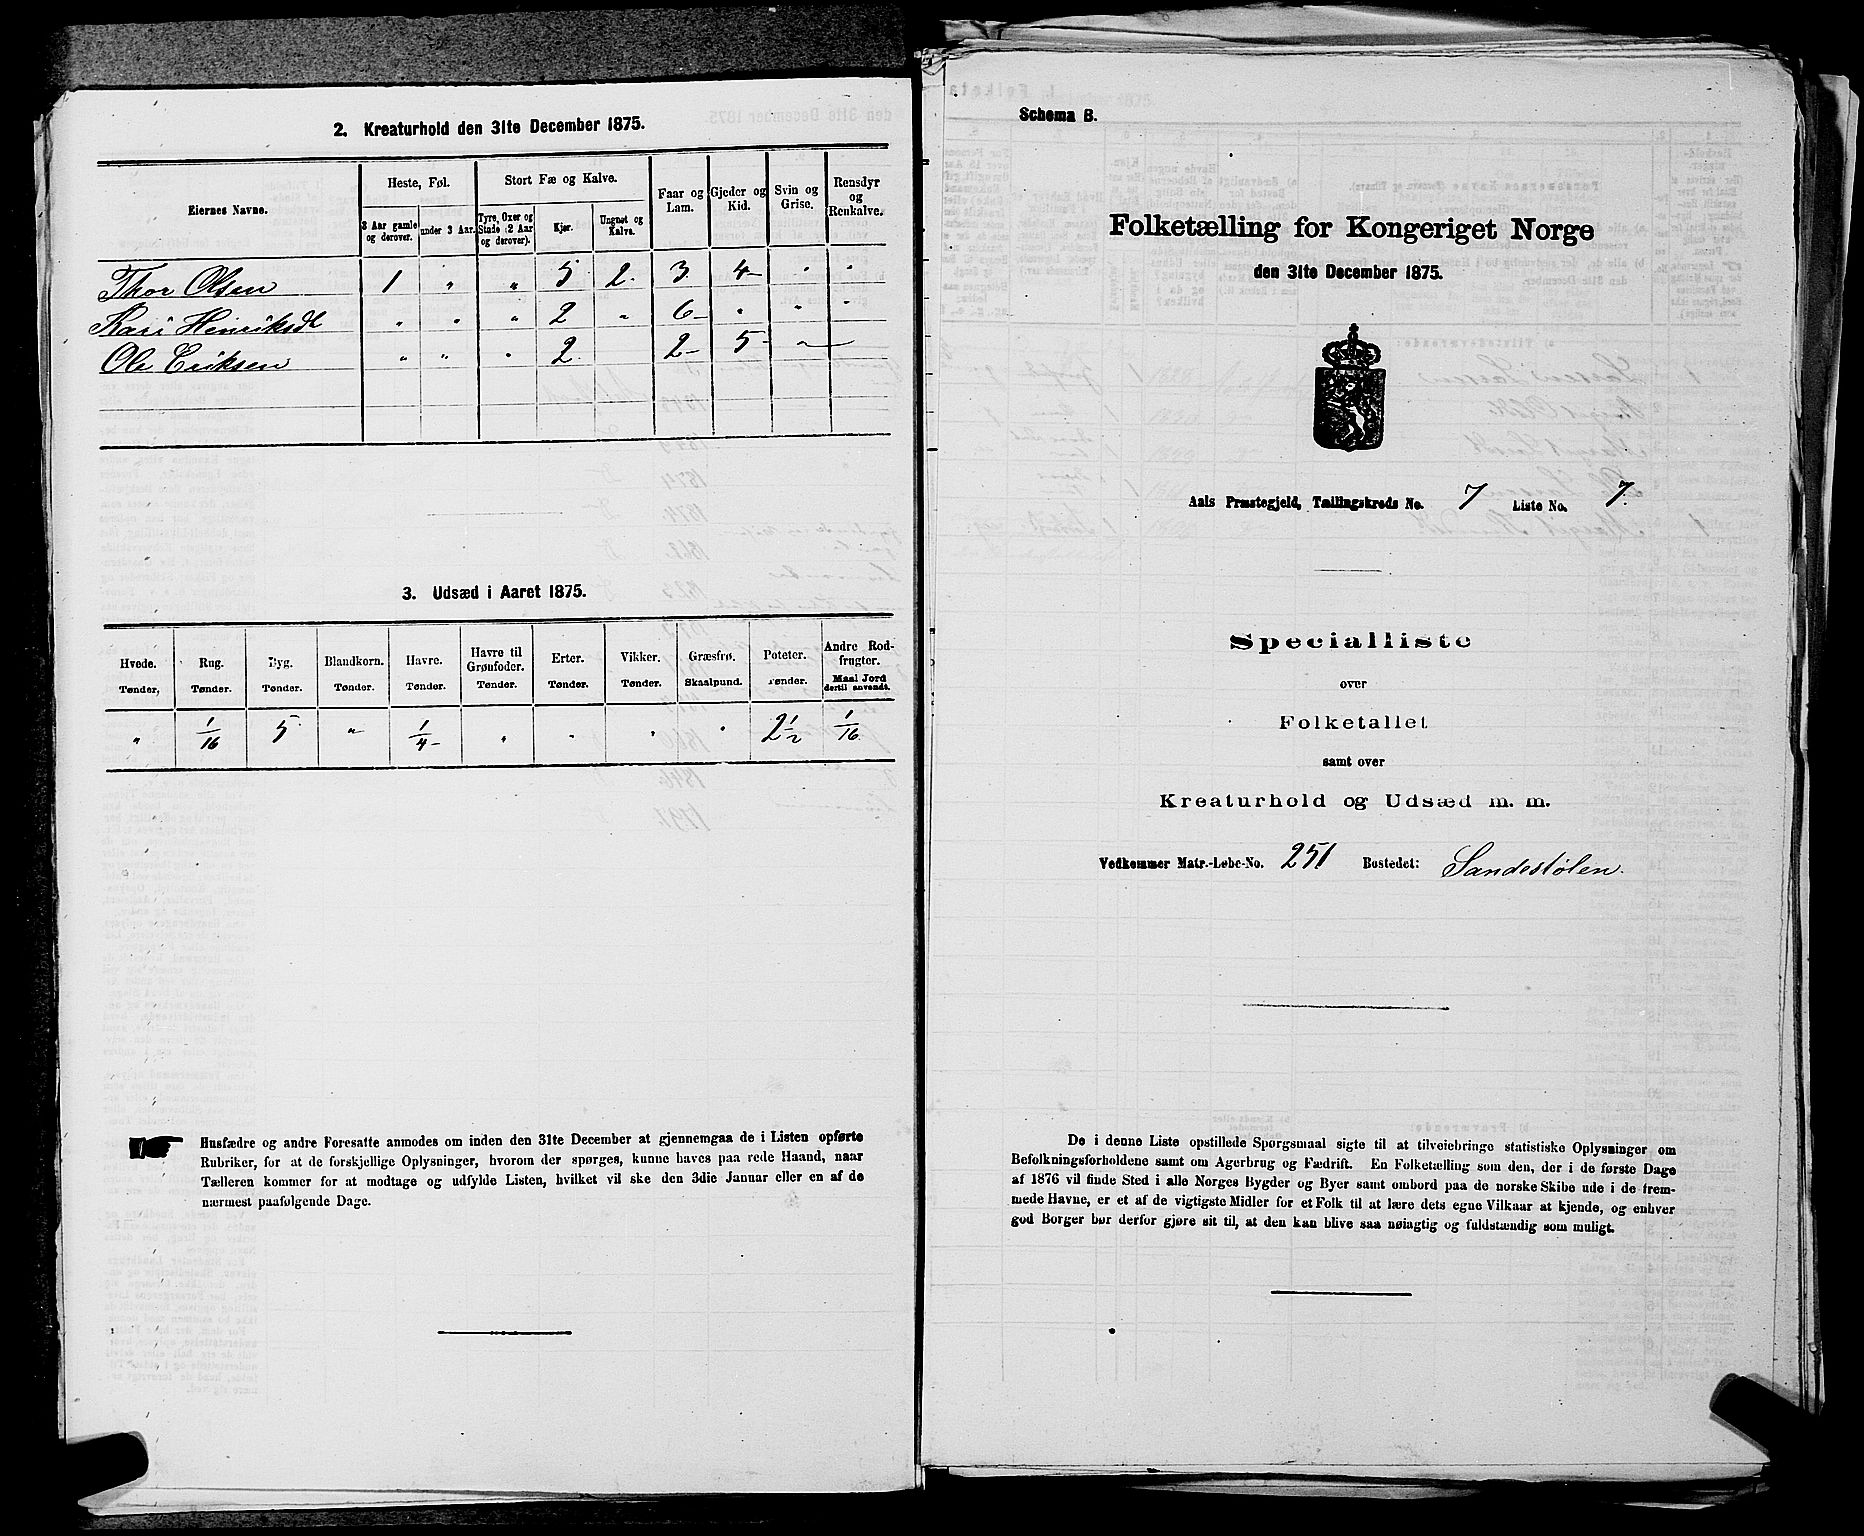 2. Kreaturhold den 31te December 1875.
Eiernes Navne.
Heste, Føl.
Stort Fæ og Kalve.
Faar og Lam.
Gjeder og Kid.
Svin og Grise.
Rensdyr og Renkalve.
3 Aar gamle og derover.
under 3 Aar.
Tyre, Oxer og Stude (2 Aar og derover).
Kjør.
Ungnøt og Kalve.
Thor Olsen 1 " " 5 2 3 4 " "
Kari Henriksdt " " " 2 " 6 " " "
Ole Eriksen " " " 2 2 5
3. Udsæd i Aaret 1875.
Hvede. Rug. Byg. Blandkorn. Havre. Havre til Grønfoder. Erter. Vikker. Græsfrø. Poteter. Andre Rodfrugter.
Tønder. Tønder. Tønder. Tønder. Tønder. Tønder. Tønder. Tønder. Skaalpund. Tønder. Maal Jord dertil anvendt.
" 1/16 5 " 1/4 " " " " 2 1/2 1/16
Husfædre og andre Foresatte anmodes om inden den 31te December at gjennemgaa de i Listen opførte
Rubriker, for at de forskjellige Oplysninger, hvorom der spørges, kunne haves paa rede Haand, naar
Tælleren kommer for at modtage og udfylde Listen, hvilket vil ske den 3die Januar eller en af de
nærmest paafølgende Dage.
Schema B.
Folketælling for Kongeriget Norge
den 31te December 1875.
Aals Præstegjeld, Tællingskreds No. 7 Liste No. 7.
Specialliste
over
Folketallet
samt over
Kreaturhold og Udsæd m. m.
Vedkommer Matr.-Løbe-No. 251 Bostedet: Sandestølen.
De i denne Liste opstillede Spørgsmaal sigte til at tilveiebringe statistiske Oplysninger om
Befolkningsforholdene samt om Agerbrug og Fædrift. En Folketælling som den, der i de første Dage
af 1876 vil finde Sted i alle Norges Bygder og Byer samt ombord paa de norske Skibe ude i de frem-
mede Havne, er et af de vigtigste Midler for et Folk til at lære dets egne Vilkaar at kjende, og enhver
god Borger bør derfor gjøre sit til, at den kan blive saa nøiagtig og fuldstændig som muligt.